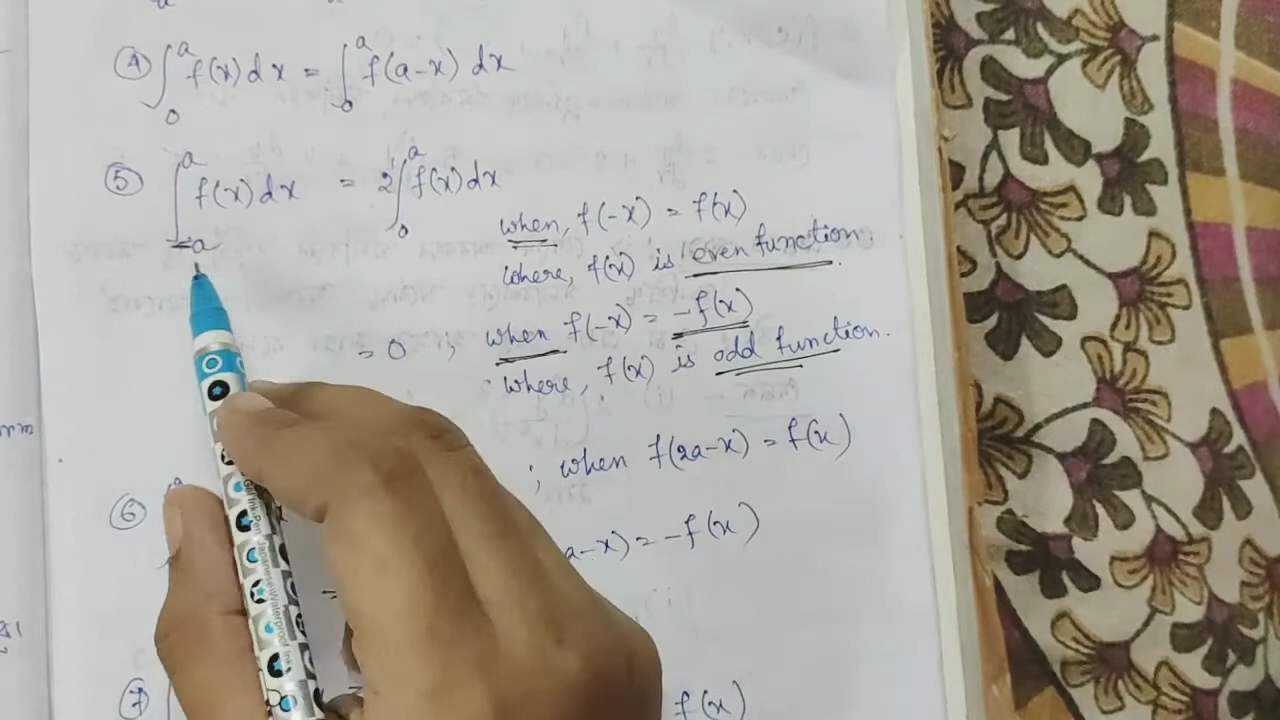 ④ ∫₀ᵃ f(x) dx = ∫₀ᵃ f(a-x) dx
⑤ ∫₋ₐᵃ f(x) dx = 2∫₀ᵃ f(x) dx
when, f(-x) = f(x)
where, f(x) is even function.
= 0 ; when f(-x) = -f(x)
where, f(x) is odd function.
; when f(2a-x) = f(x)
⑥
a-x) = -f(x)
⑦
f(x)